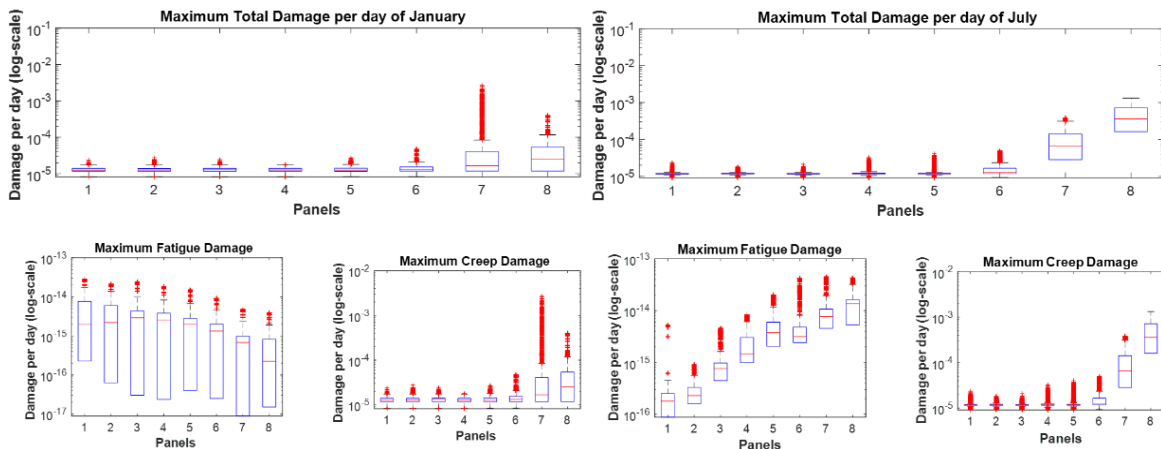 Maximum Total Damage per day of January
Damage per day (log-scale)
10-1
10-2
10-3
10-4
10-5
1 2 3 4 5 6 7 8
Panels
Maximum Total Damage per day of July
Damage per day (log-scale)
10-1
10-2
10-3
10-4
10-5
1 2 3 4 5 6 7 8
Panels
Maximum Fatigue Damage
Damage per day (log-scale)
10-13
10-14
10-15
10-16
10-17
1 2 3 4 5 6 7 8
Panels
Maximum Creep Damage
Damage per day (log-scale)
10-2
10-3
10-4
10-5
1 2 3 4 5 6 7 8
Panels
Maximum Fatigue Damage
Damage per day (log-scale)
10-13
10-14
10-15
10-16
1 2 3 4 5 6 7 8
Panels
Maximum Creep Damage
Damage per day (log-scale)
10-2
10-3
10-4
10-5
1 2 3 4 5 6 7 8
Panels